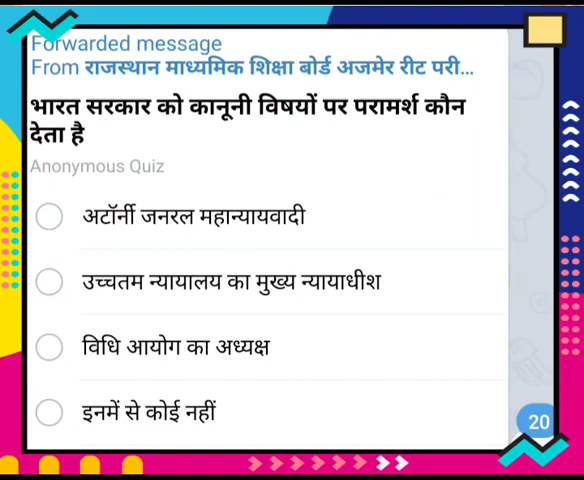 Forwarded message
From राजस्थान माध्यमिक शिक्षा बोर्ड अजमेर रीट परी...
भारत सरकार को कानूनी विषयों पर परामर्श कौन
देता है
Anonymous Quiz
अटॉर्नी जनरल महान्यायवादी
उच्चतम न्यायालय का मुख्य न्यायाधीश
विधि आयोग का अध्यक्ष
इनमें से कोई नहीं
20